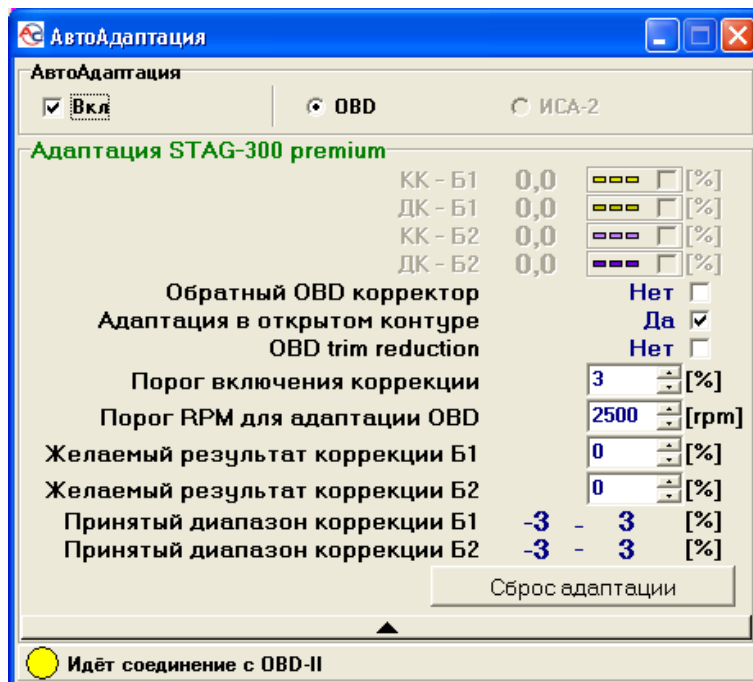 АвтоАдаптация
АвтоАдаптация
Вкл OBD ИСА-2
Адаптация STAG-300 premium
КК - Б1 0,0 [%]
ДК - Б1 0,0 [%]
КК - Б2 0,0 [%]
ДК - Б2 0,0 [%]
Обратный OBD корректор Нет
Адаптация в открытом контуре Да
OBD trim reduction Нет
Порог включения коррекции 3 [%]
Порог RPM для адаптации OBD 2500 [rpm]
Желаемый результат коррекции Б1 0 [%]
Желаемый результат коррекции Б2 0 [%]
Принятый диапазон коррекции Б1 -3 - 3 [%]
Принятый диапазон коррекции Б2 -3 - 3 [%]
Сброс адаптации
Идёт соединение с OBD-II